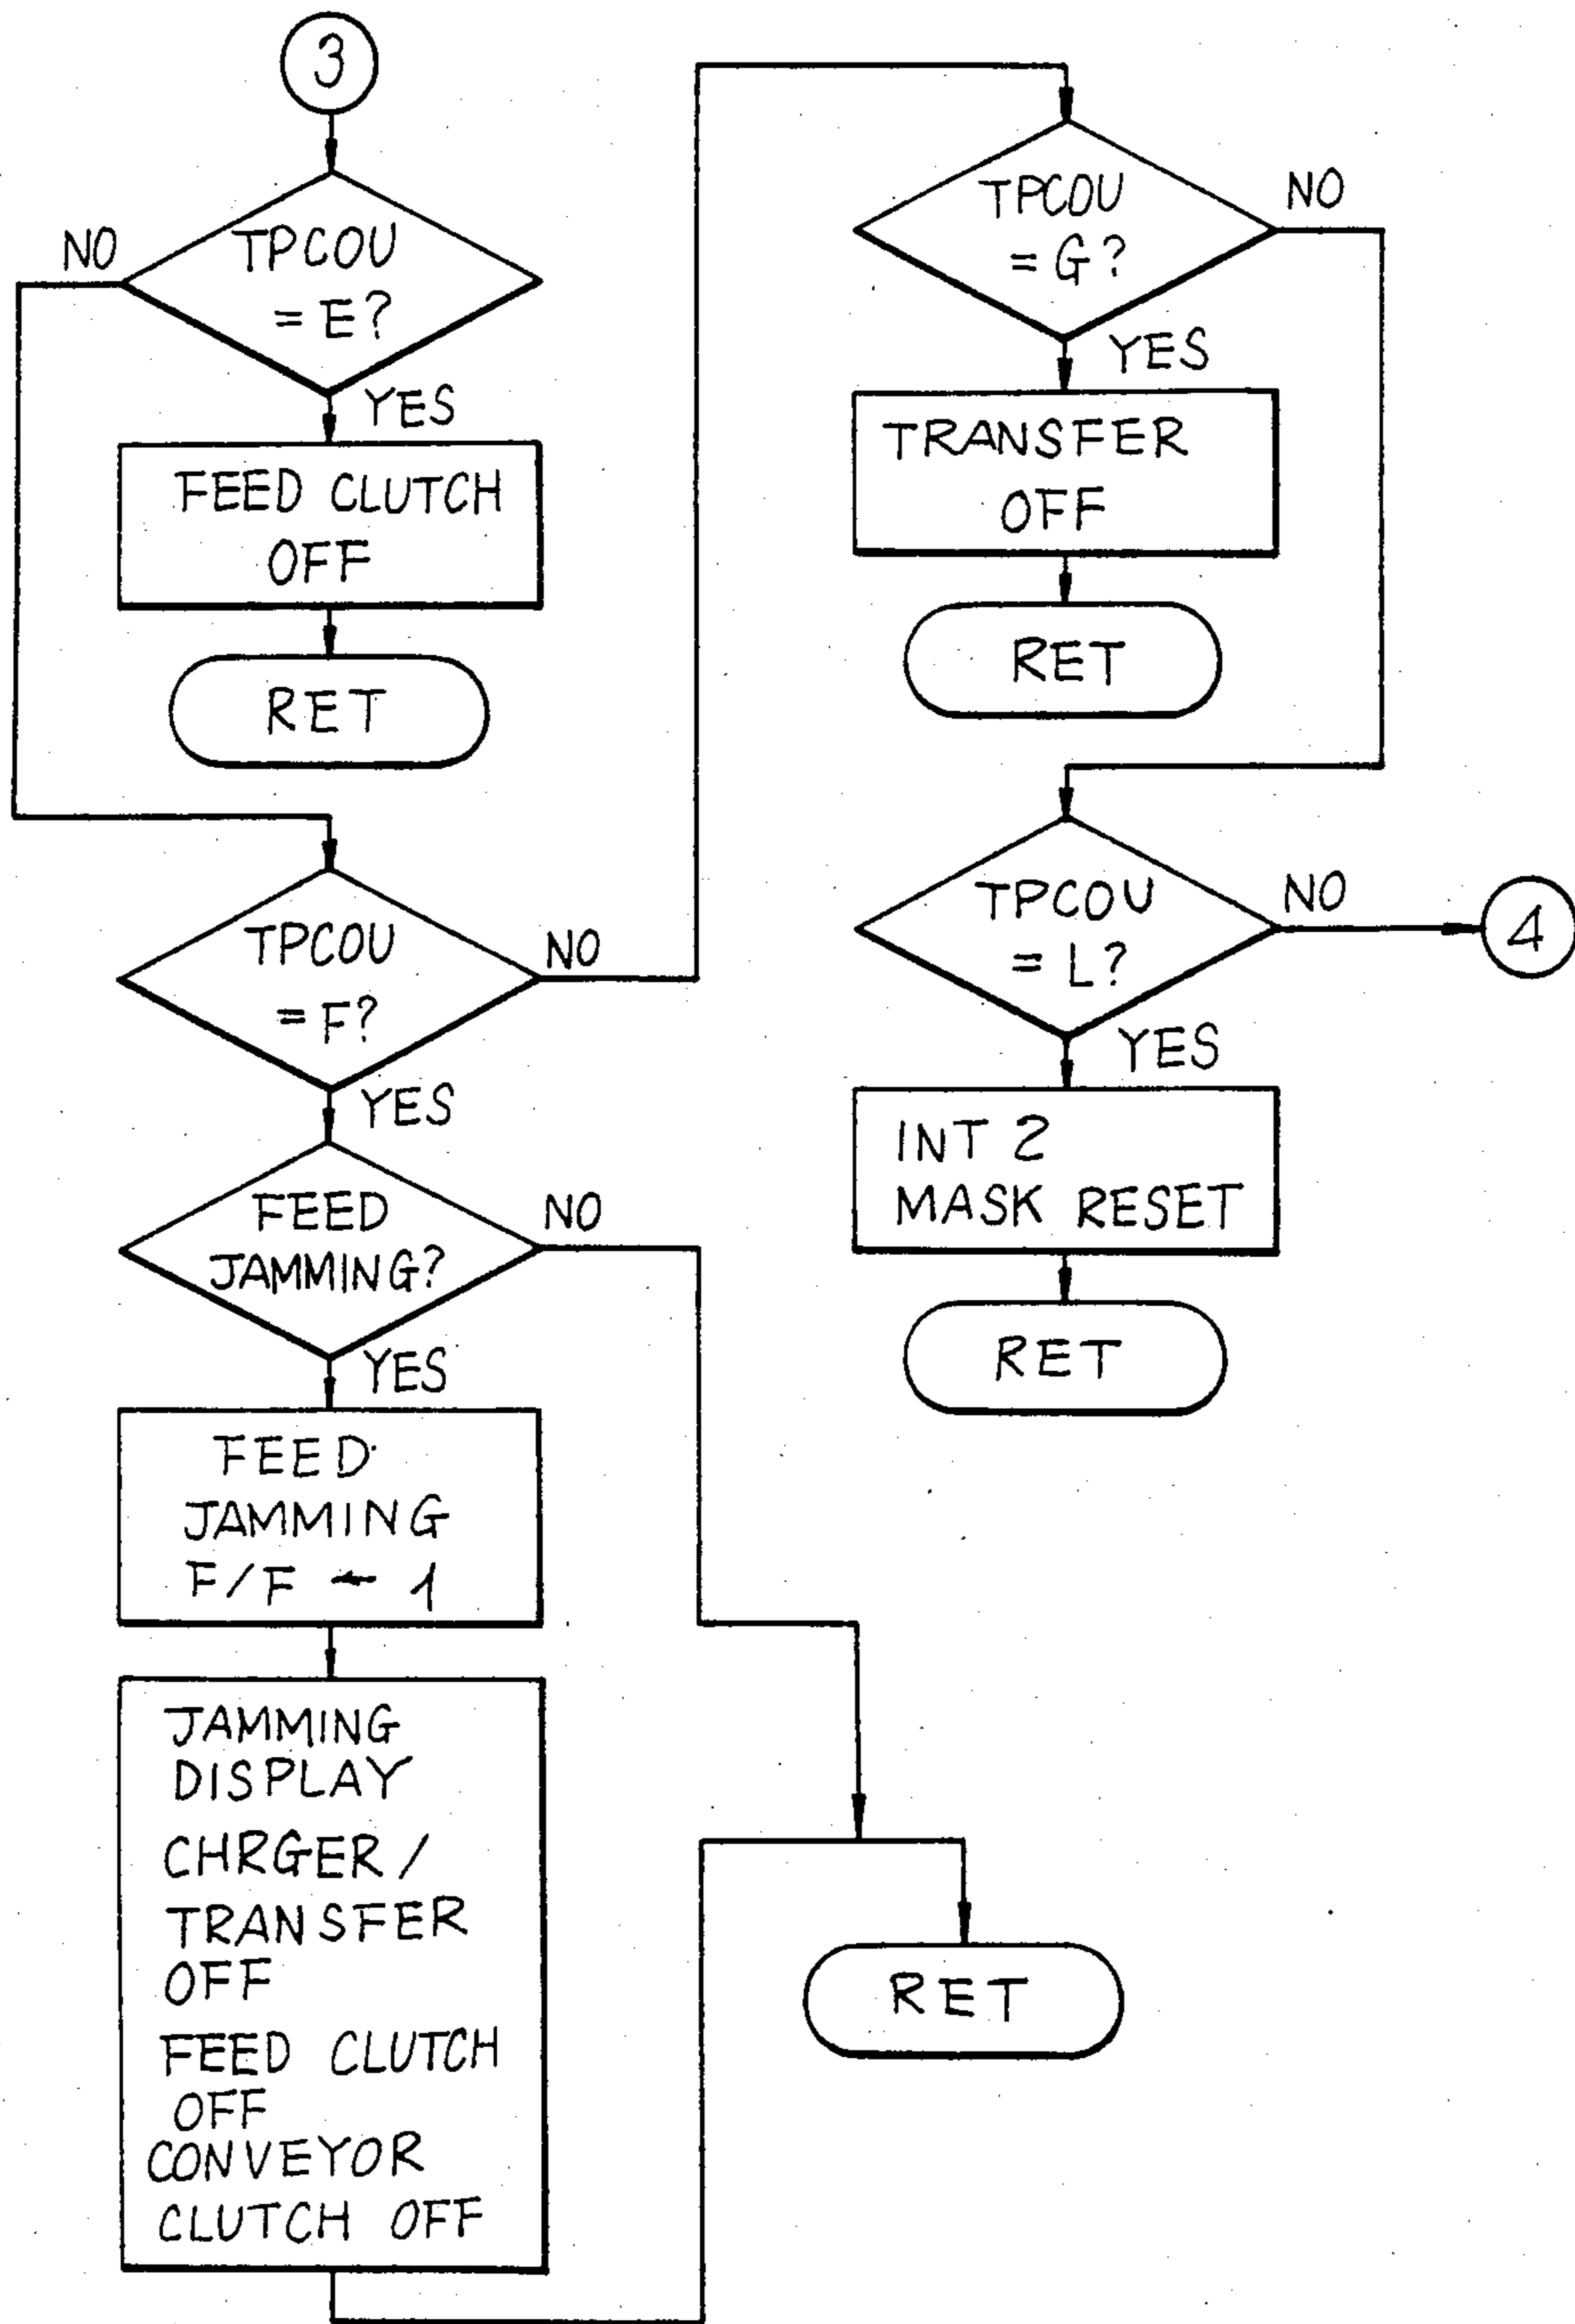 3
NO
TPCOU
= E?
YES
FEED CLUTCH
OFF
RET
TPCOU
= F?
NO
YES
FEED
JAMMING?
NO
YES
FEED
JAMMING
F/F ← 1
JAMMING
DISPLAY
CHRGER /
TRANSFER
OFF
FEED CLUTCH
OFF
CONVEYOR
CLUTCH OFF
RET
TPCOU
= G?
NO
YES
TRANSFER
OFF
RET
TPCOU
= L?
NO
4
YES
INT 2
MASK RESET
RET